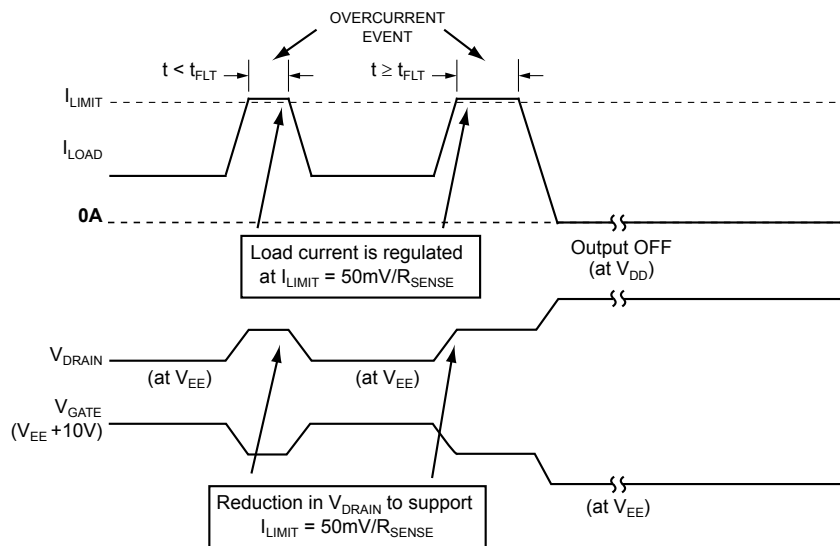 OVERCURRENT
EVENT
t < tFLT
t ≥ tFLT
ILIMIT
ILOAD
0A
Load current is regulated
at ILIMIT = 50mV/RSENSE
Output OFF
(at VDD)
VDRAIN
(at VEE)
(at VEE)
VGATE
(VEE +10V)
Reduction in VDRAIN to support
ILIMIT = 50mV/RSENSE
(at VEE)